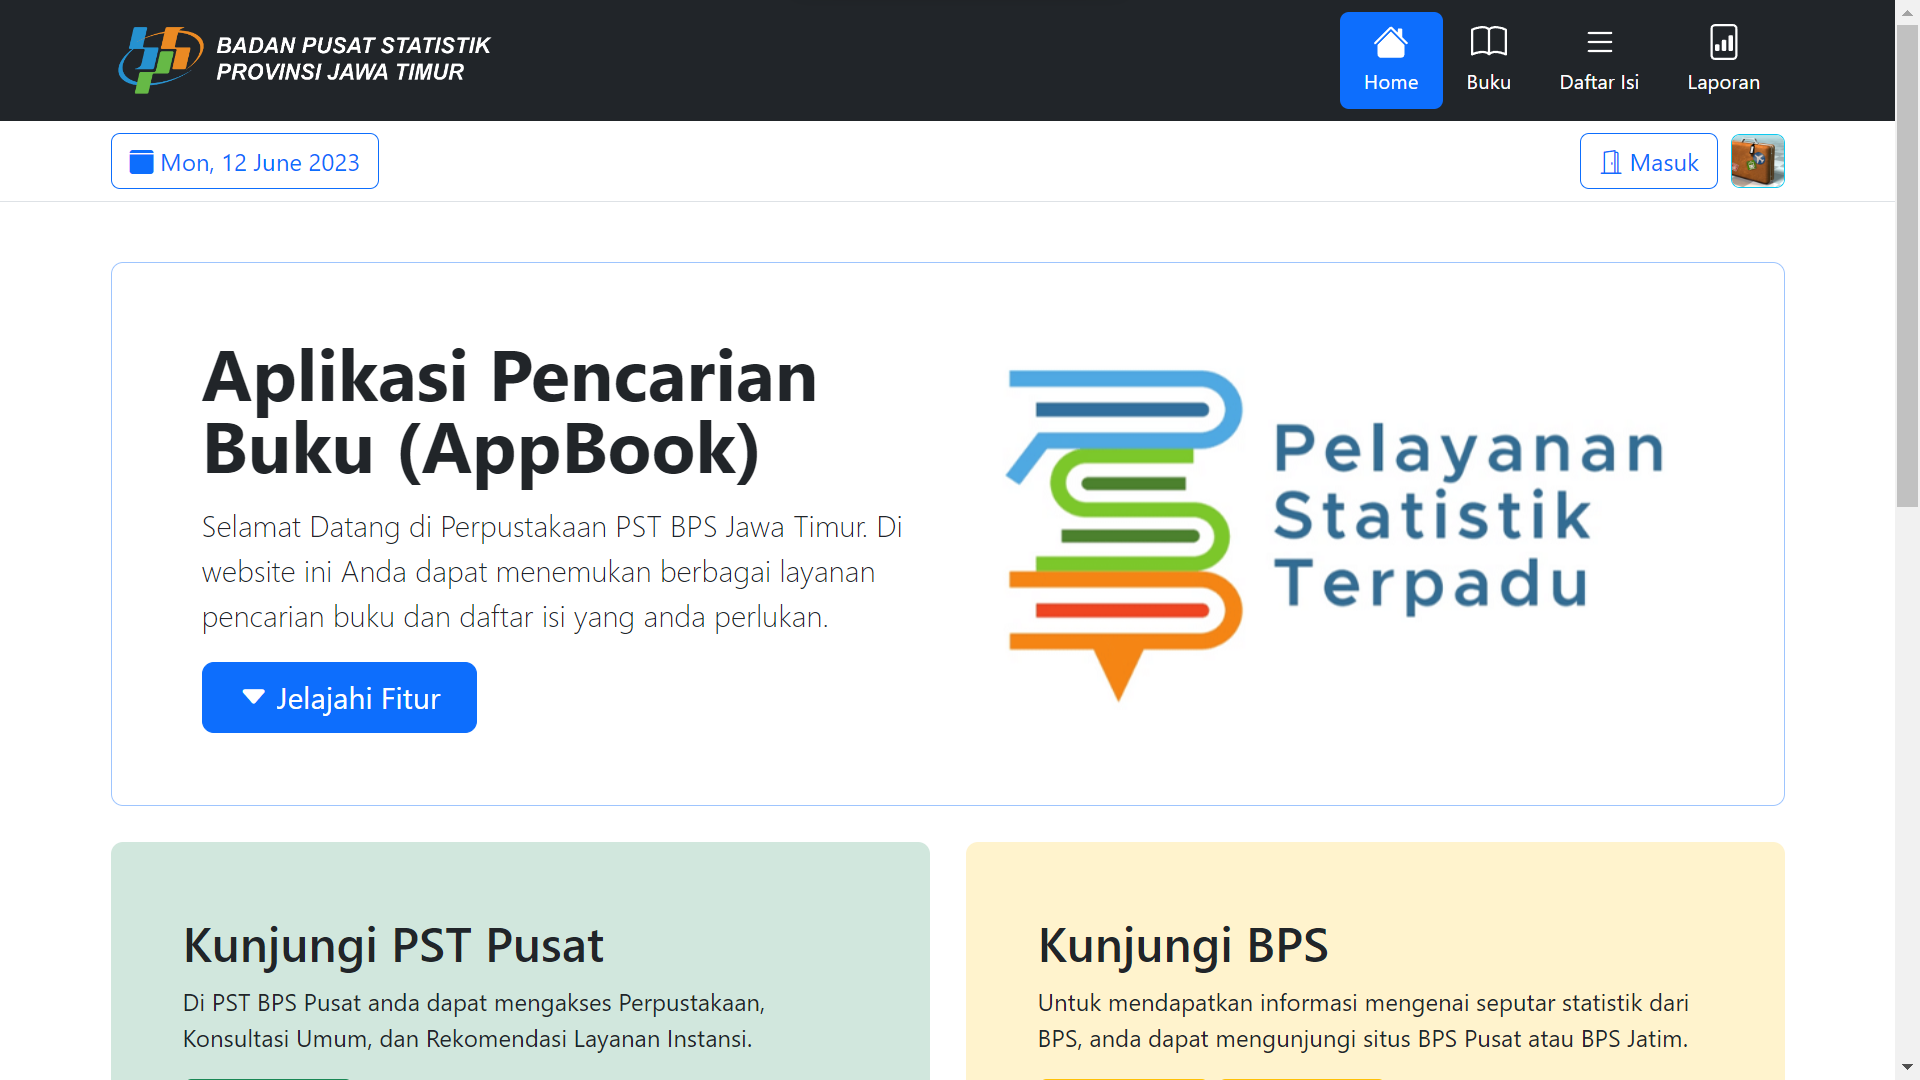 BADAN PUSAT STATISTIK
PROVINSI JAWA TIMUR
Home
Buku
Daftar Isi
Laporan
Mon, 12 June 2023
Masuk
Aplikasi Pencarian
Buku (AppBook)
Selamat Datang di Perpustakaan PST BPS Jawa Timur. Di
website ini Anda dapat menemukan berbagai layanan
pencarian buku dan daftar isi yang anda perlukan.
Jelajahi Fitur
Pelayanan
Statistik
Terpadu
Kunjungi PST Pusat
Di PST BPS Pusat anda dapat mengakses Perpustakaan,
Konsultasi Umum, dan Rekomendasi Layanan Instansi.
Kunjungi BPS
Untuk mendapatkan informasi mengenai seputar statistik dari
BPS, anda dapat mengunjungi situs BPS Pusat atau BPS Jatim.